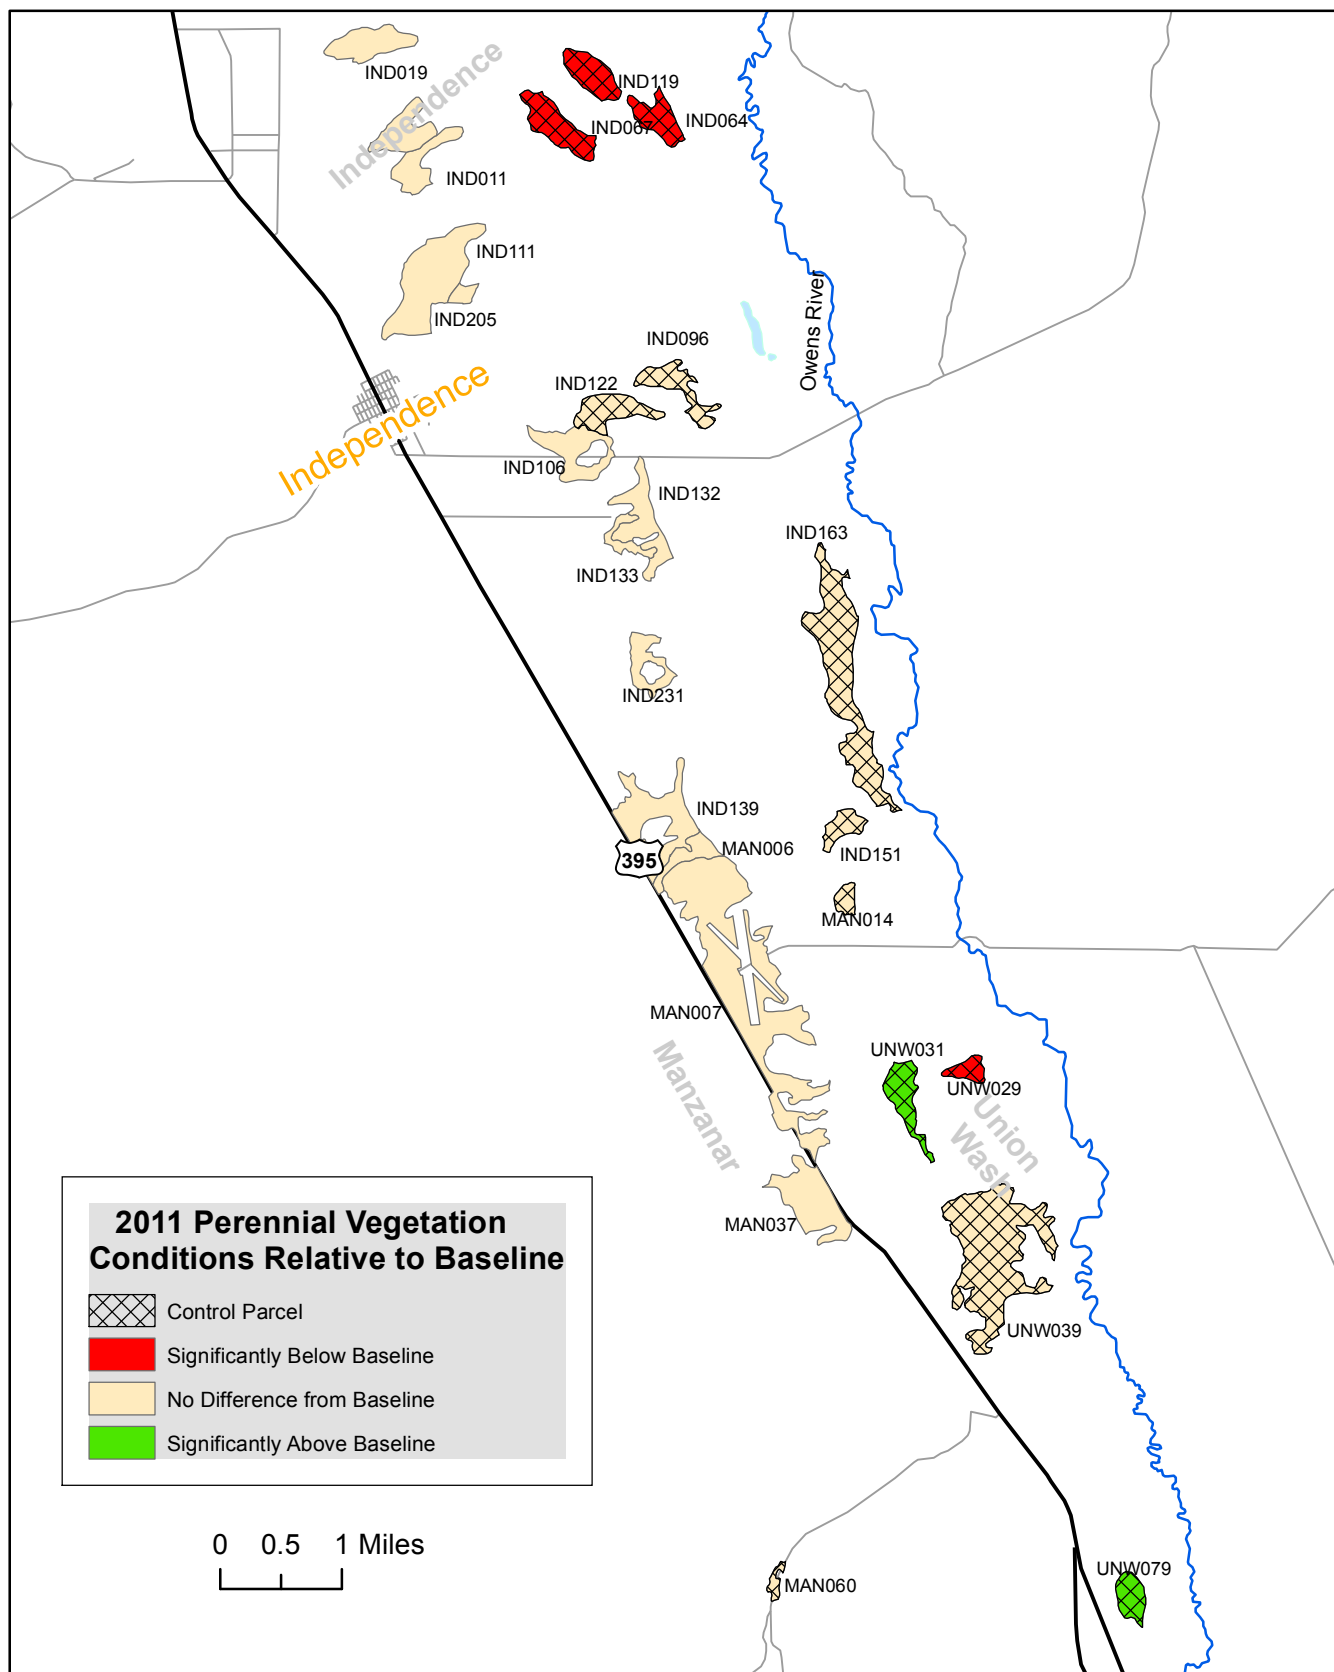 IND019
Independence
IND119
IND067
IND064
IND011
IND111
IND205
Owens River
IND096
IND122
Independence
IND106
IND132
IND163
IND133
IND231
IND139
MAN006
395
IND151
MAN014
MAN007
Manzanar
UNW031
UNW029
Union
Wash
MAN037
UNW039
2011 Perennial Vegetation
Conditions Relative to Baseline
Control Parcel
Significantly Below Baseline
No Difference from Baseline
Significantly Above Baseline
0 0.5 1 Miles
MAN060
UNW079